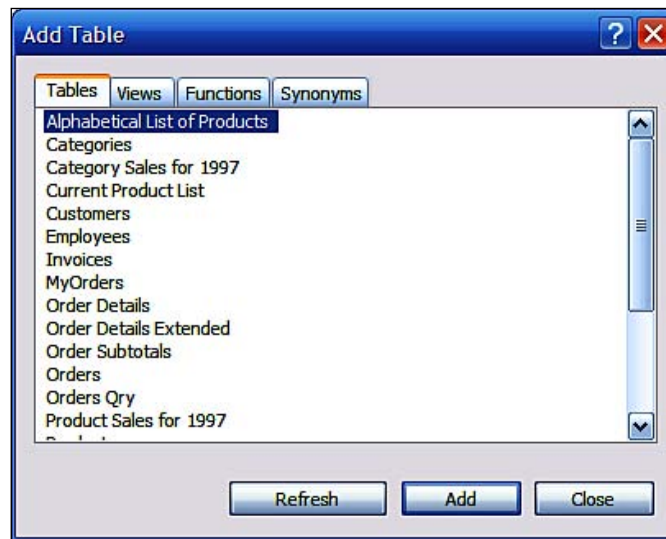 Add Table
Tables Views Functions Synonyms
Alphabetical List of Products
Categories
Category Sales for 1997
Current Product List
Customers
Employees
Invoices
MyOrders
Order Details
Order Details Extended
Order Subtotals
Orders
Orders Qry
Product Sales for 1997
Refresh Add Close